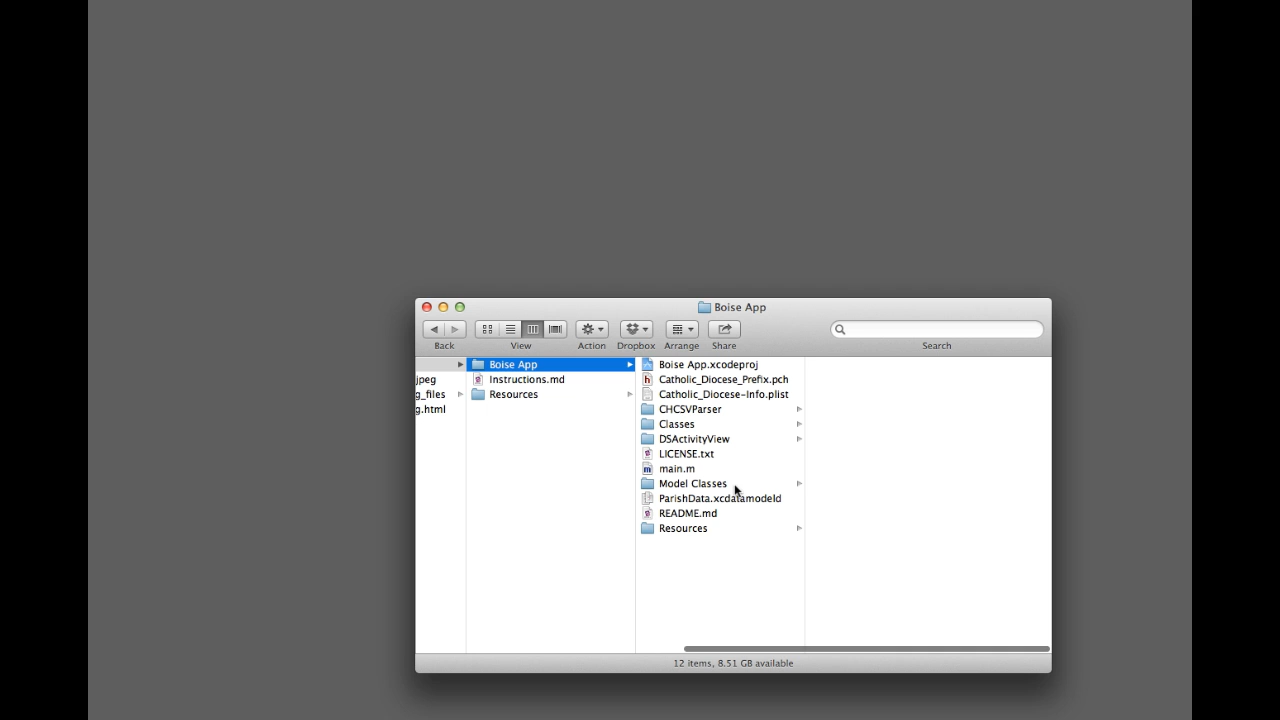 Boise App
Back
View
Action
Dropbox
Arrange
Share
Search
jpeg
g_files
g.html
Boise App
Instructions.md
Resources
Boise App.xcodeproj
Catholic_Diocese_Prefix.pch
Catholic_Diocese-Info.plist
CHCSVParser
Classes
DSActivityView
LICENSE.txt
main.m
Model Classes
ParishData.xcdatamodeld
README.md
Resources
12 items, 8.51 GB available